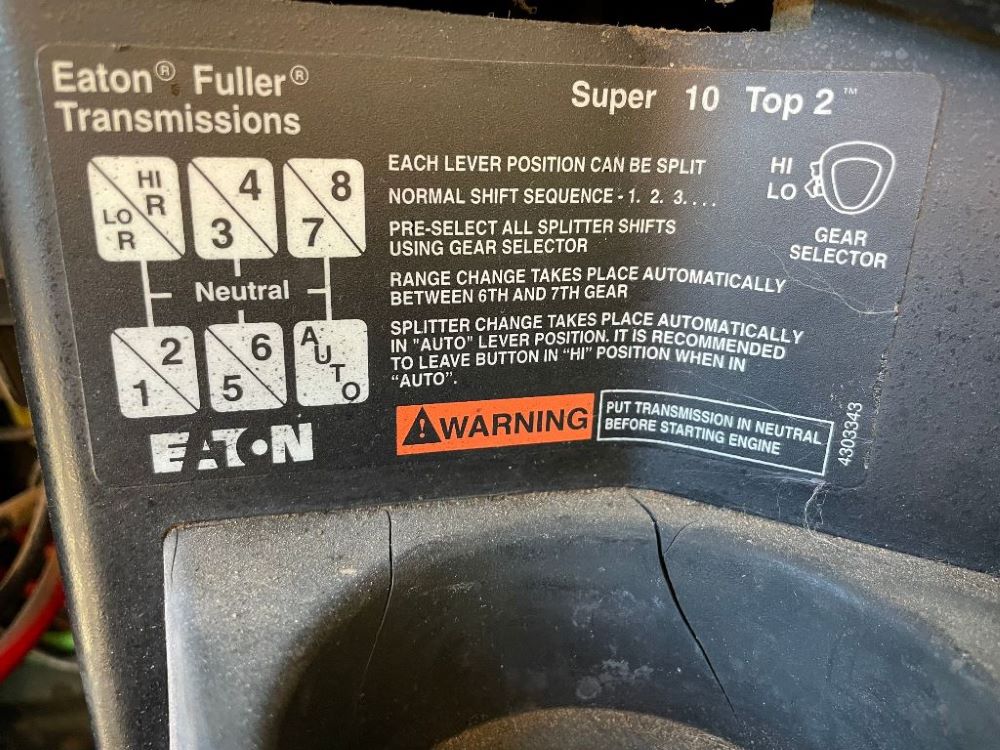 Eaton® Fuller®
Transmissions
Super 10 Top 2™
HI
R
LO
R
4
3
8
7
Neutral
2
1
6
5
AUTO
EATON
EACH LEVER POSITION CAN BE SPLIT
NORMAL SHIFT SEQUENCE - 1. 2. 3. . . .
PRE-SELECT ALL SPLITTER SHIFTS
USING GEAR SELECTOR
RANGE CHANGE TAKES PLACE AUTOMATICALLY
BETWEEN 6TH AND 7TH GEAR
SPLITTER CHANGE TAKES PLACE AUTOMATICALLY
IN "AUTO" LEVER POSITION. IT IS RECOMMENDED
TO LEAVE BUTTON IN "HI" POSITION WHEN IN
"AUTO".
HI
LO
GEAR
SELECTOR
WARNING
PUT TRANSMISSION IN NEUTRAL
BEFORE STARTING ENGINE
4303343